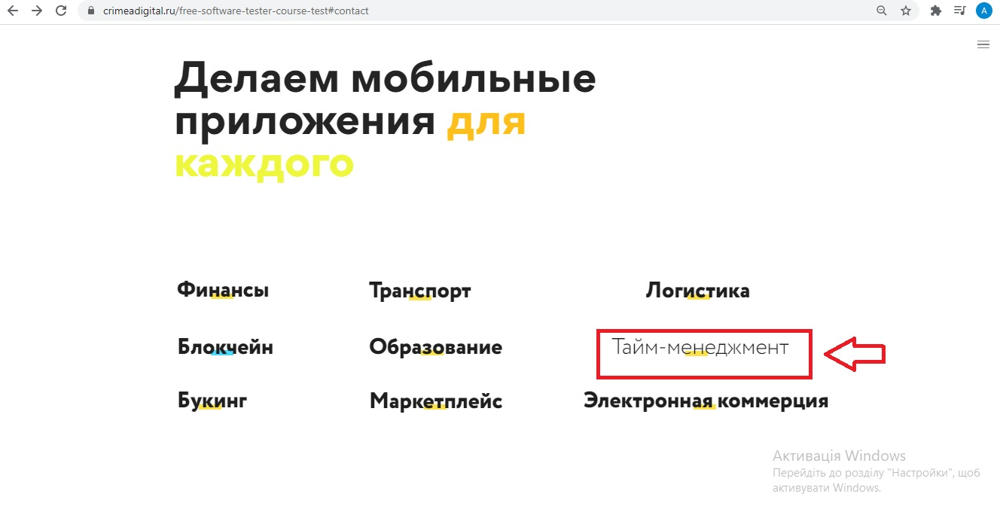 crimeadigital.ru/free-software-tester-course-test#contact
A
Делаем мобильные
приложения для
каждого
Финансы
Транспорт
Логистика
Блокчейн
Образование
Тайм-менеджмент
Букинг
Маркетплейс
Электронная коммерция
Активація Windows
Перейдіть до розділу "Настройки", щоб
активувати Windows.